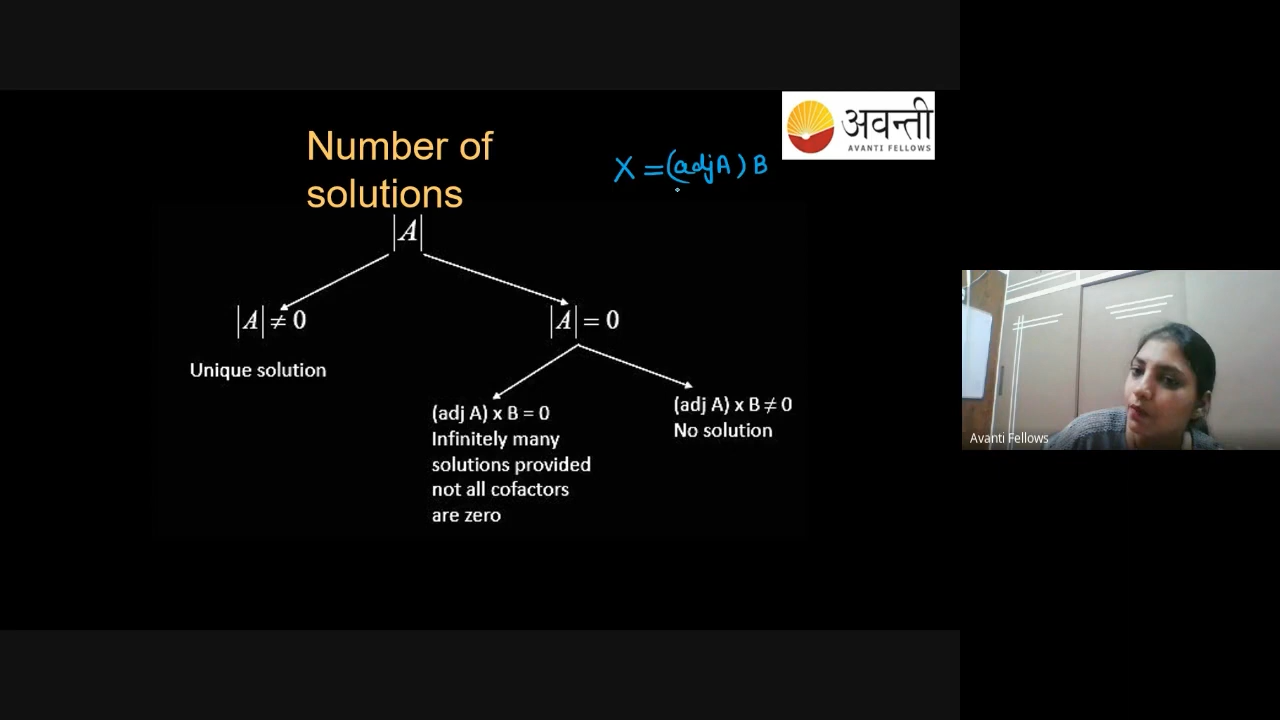 Number of
solutions
X = (adj A) B
अवन्ती
AVANTI FELLOWS
|A|
|A| ≠ 0
|A| = 0
Unique solution
(adj A) x B = 0
Infinitely many
solutions provided
not all cofactors
are zero
(adj A) x B ≠ 0
No solution
Avanti Fellows